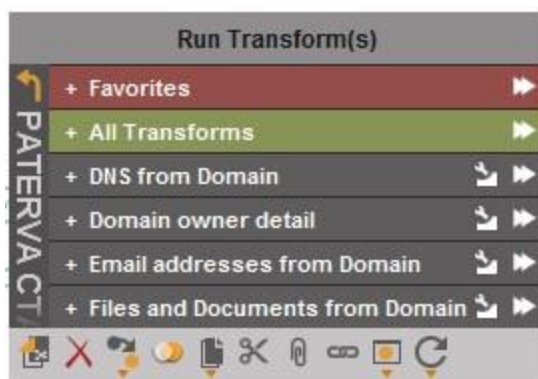 Run Transform(s)
PATERVA CT
+ Favorites
+ All Transforms
+ DNS from Domain
+ Domain owner detail
+ Email addresses from Domain
+ Files and Documents from Domain